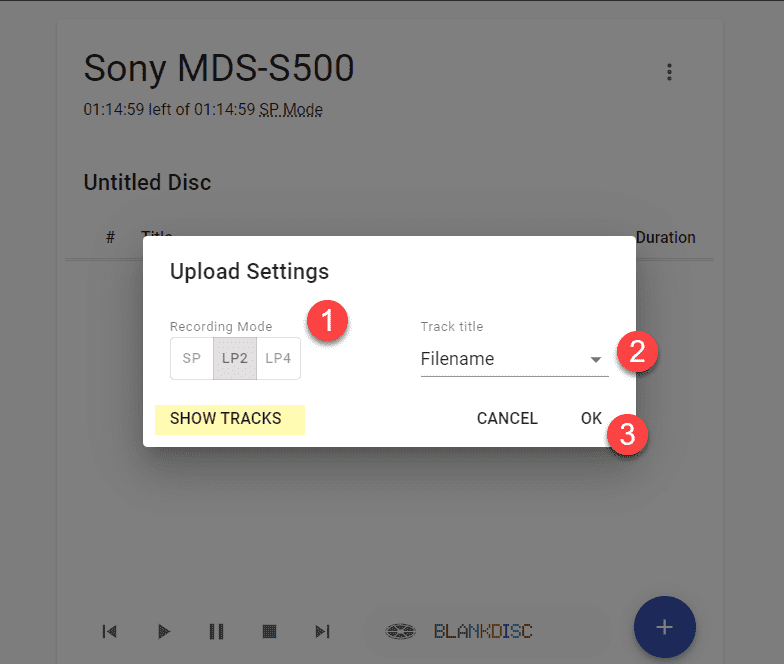 Sony MDS-S500
01:14:59 left of 01:14:59 SP Mode
Untitled Disc
# Title Duration
Upload Settings
Recording Mode 1 Track title
SP LP2 LP4 Filename 2
SHOW TRACKS CANCEL OK 3
BLANKDISC